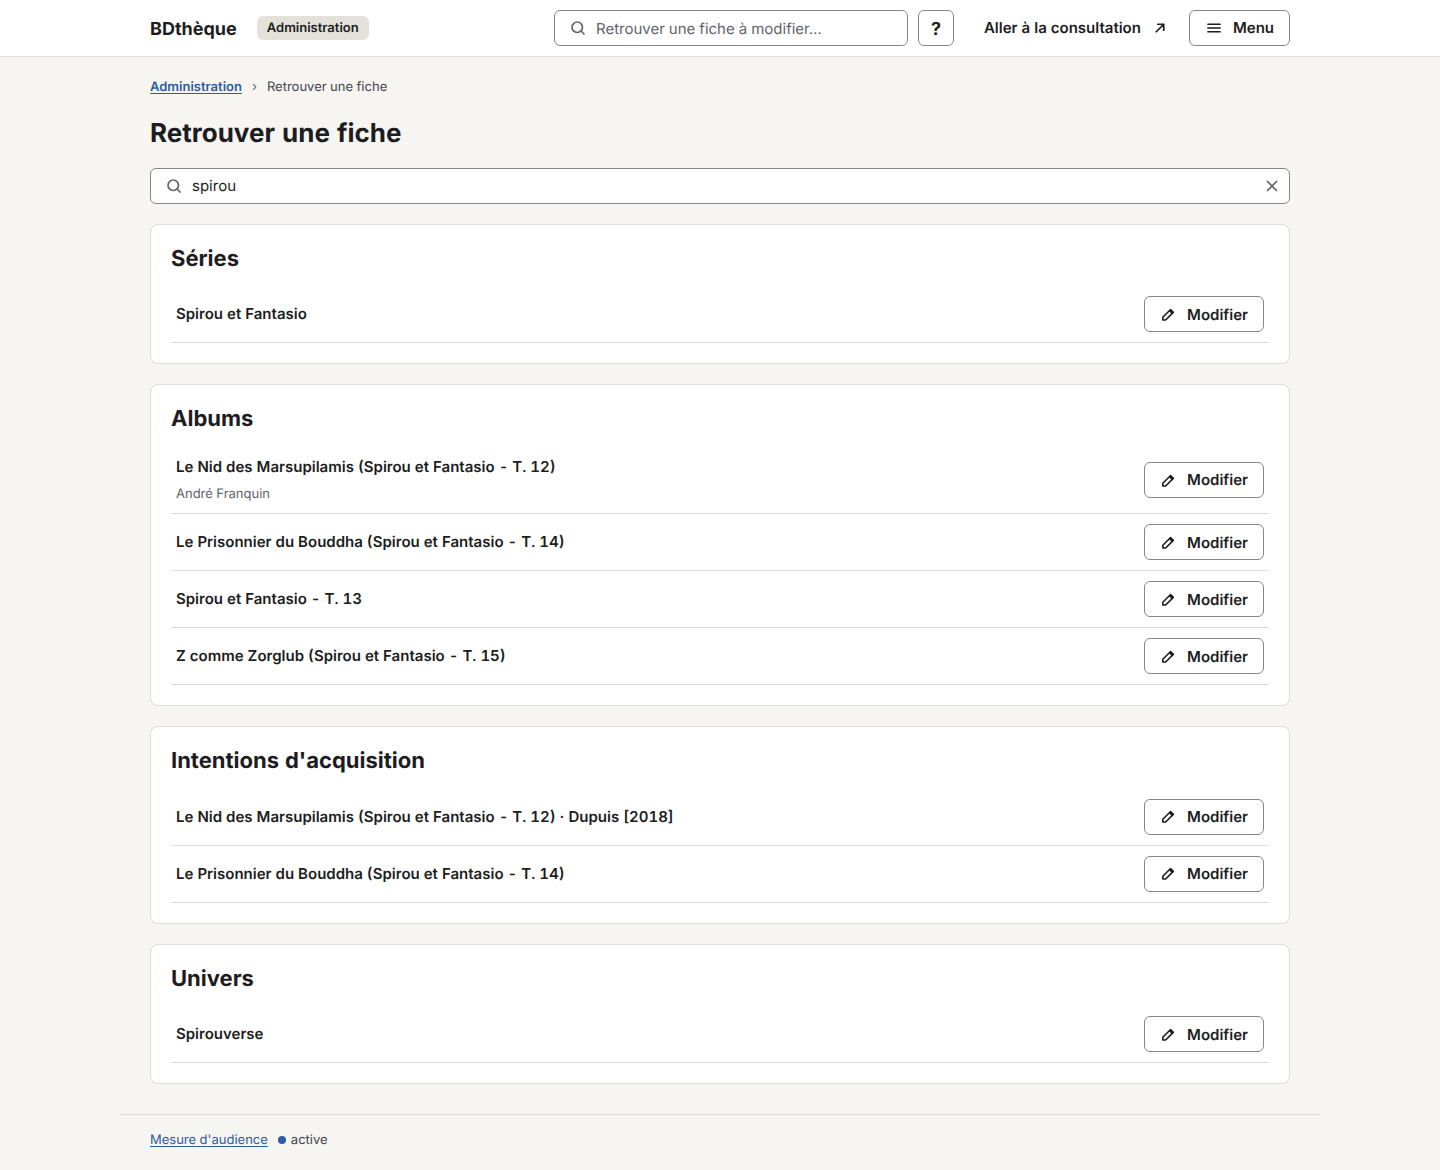 BDthèque
Administration
Retrouver une fiche à modifier...
?
Aller à la consultation
Menu
Administration › Retrouver une fiche
Retrouver une fiche
spirou
Séries
Spirou et Fantasio
Modifier
Albums
Le Nid des Marsupilamis (Spirou et Fantasio - T. 12)
André Franquin
Modifier
Le Prisonnier du Bouddha (Spirou et Fantasio - T. 14)
Modifier
Spirou et Fantasio - T. 13
Modifier
Z comme Zorglub (Spirou et Fantasio - T. 15)
Modifier
Intentions d'acquisition
Le Nid des Marsupilamis (Spirou et Fantasio - T. 12) · Dupuis [2018]
Modifier
Le Prisonnier du Bouddha (Spirou et Fantasio - T. 14)
Modifier
Univers
Spirouverse
Modifier
Mesure d'audience
active